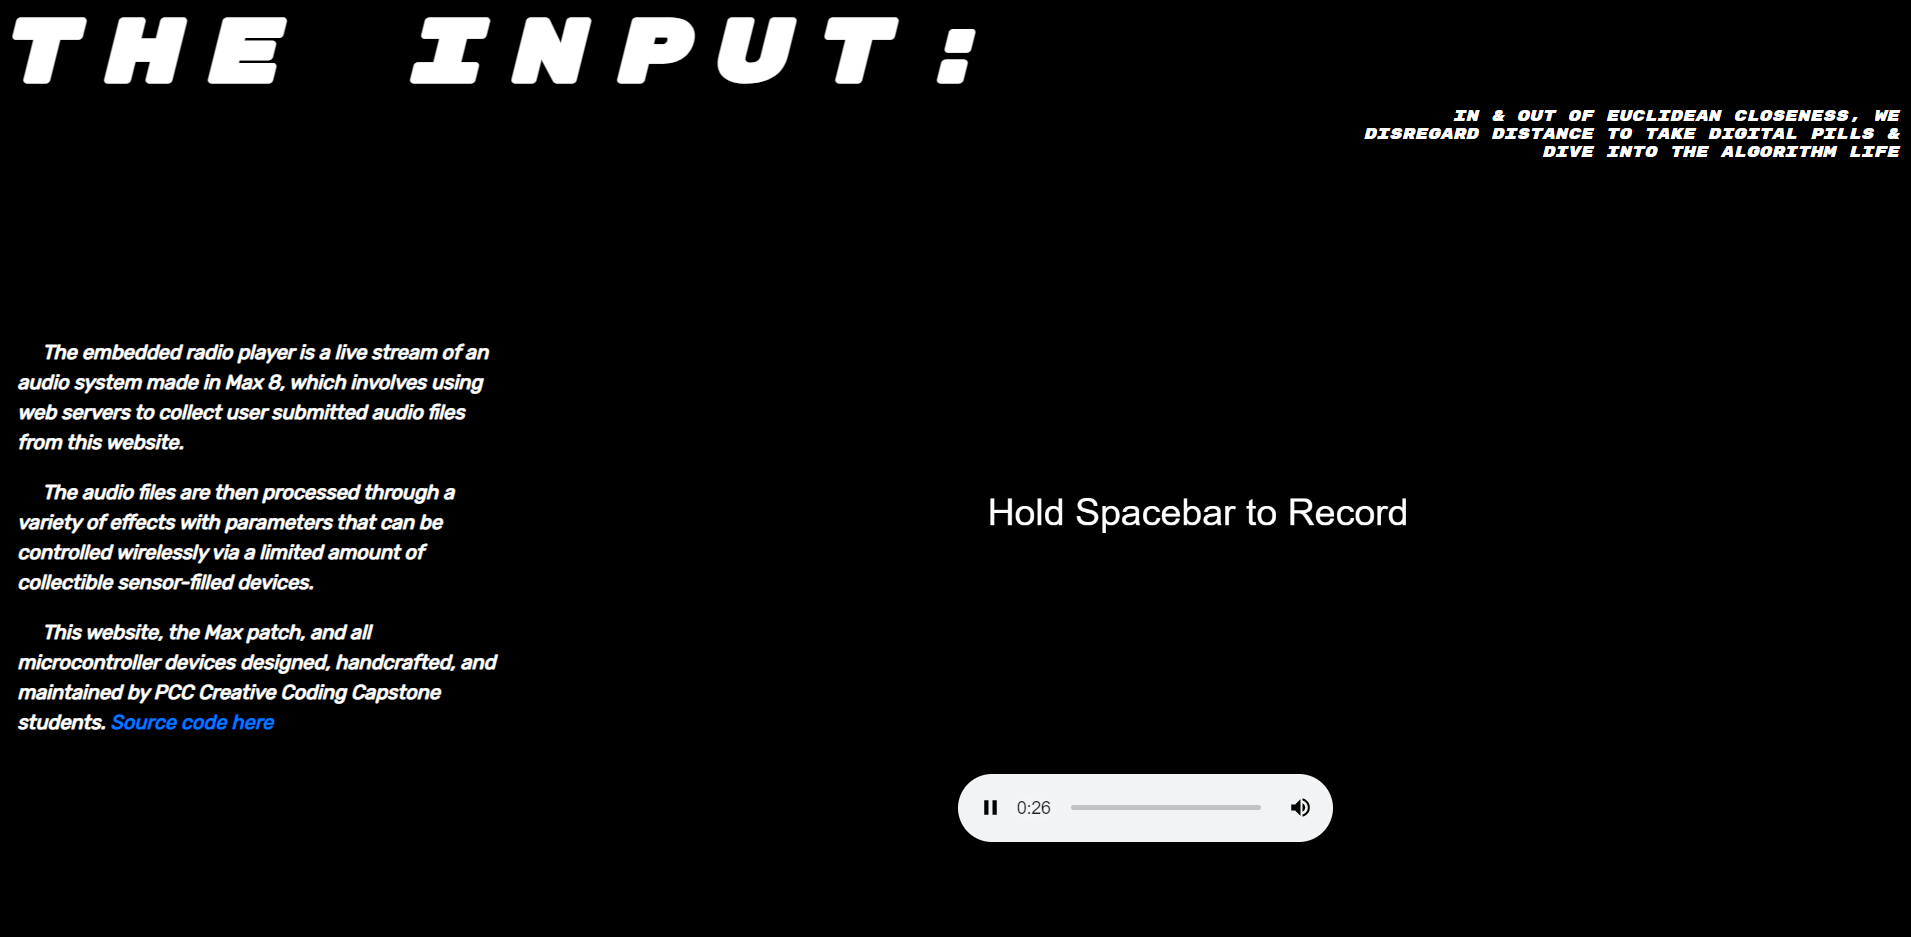 THE INPUT:
IN & OUT OF EUCLIDEAN CLOSENESS, WE
DISREGARD DISTANCE TO TAKE DIGITAL PILLS &
DIVE INTO THE ALGORITHM LIFE
The embedded radio player is a live stream of an
audio system made in Max 8, which involves using
web servers to collect user submitted audio files
from this website.
The audio files are then processed through a
variety of effects with parameters that can be
controlled wirelessly via a limited amount of
collectible sensor-filled devices.
This website, the Max patch, and all
microcontroller devices designed, handcrafted, and
maintained by PCC Creative Coding Capstone
students. Source code here
Hold Spacebar to Record
0:26